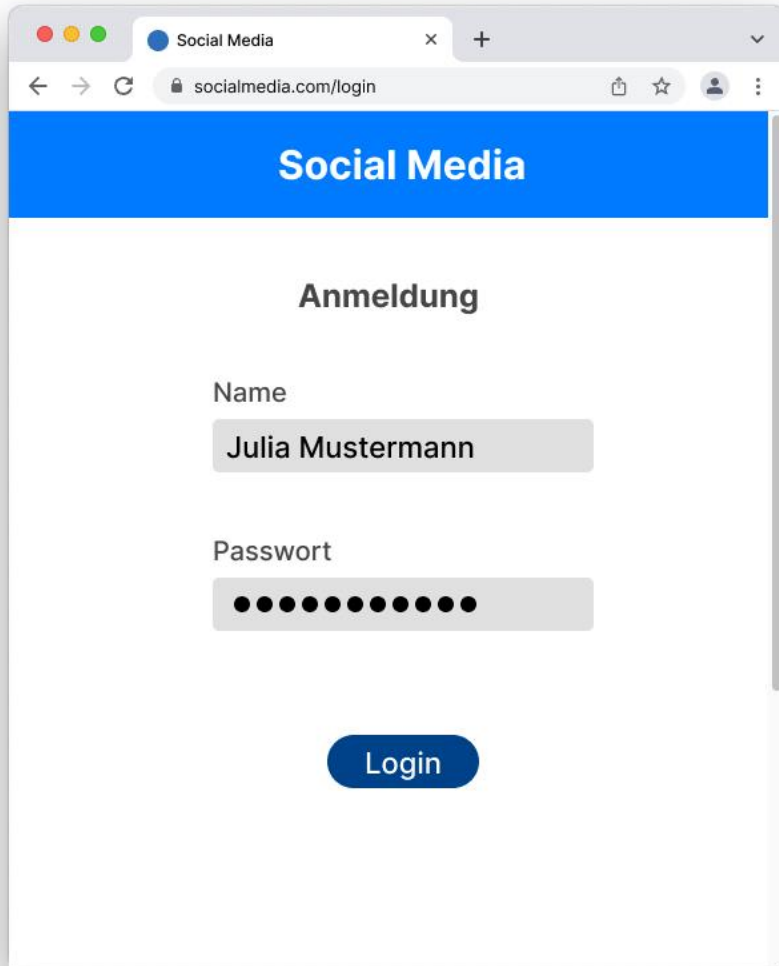 Social Media
socialmedia.com/login
Social Media
Anmeldung
Name
Julia Mustermann
Passwort
●●●●●●●●●●●
Login